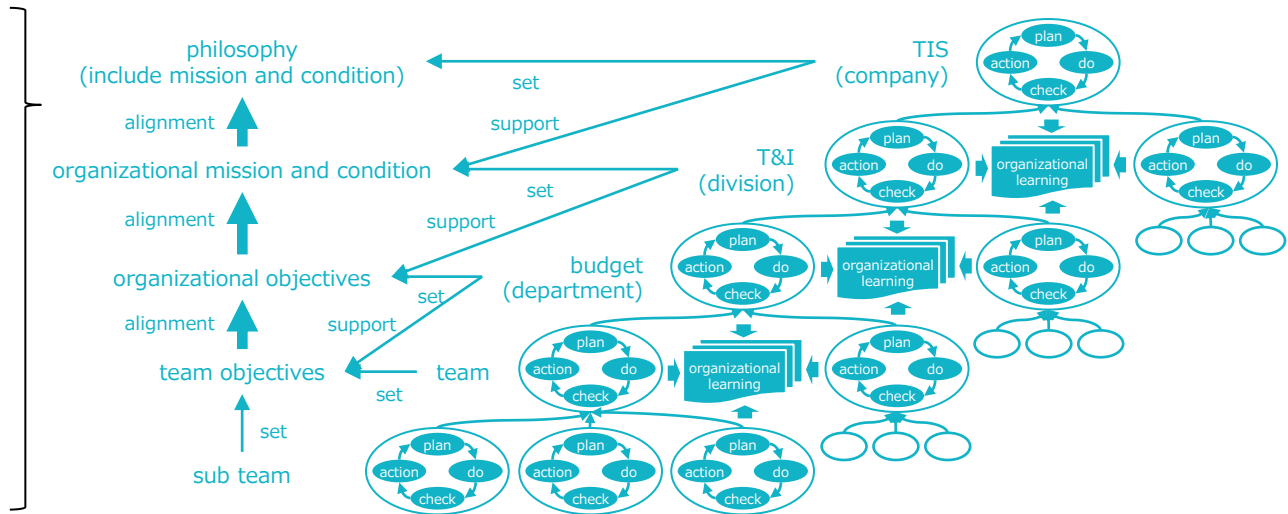 philosophy
(include mission and condition)
set
TIS
(company)
plan
action
do
check
alignment
support
organizational mission and condition
set
T&I
(division)
plan
action
do
check
organizational
learning
plan
action
do
check
alignment
support
organizational objectives
set
budget
(department)
plan
action
do
check
organizational
learning
plan
action
do
check
alignment
support
team objectives
set
team
plan
action
do
check
organizational
learning
plan
action
do
check
set
sub team
plan
action
do
check
plan
action
do
check
plan
action
do
check